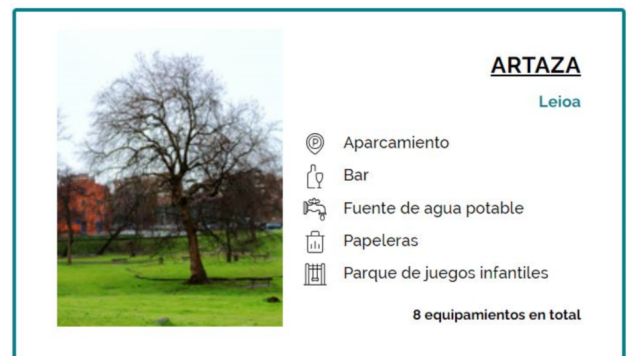 ARTAZA
Leioa
Aparcamiento
Bar
Fuente de agua potable
Papeleras
Parque de juegos infantiles
8 equipamientos en total